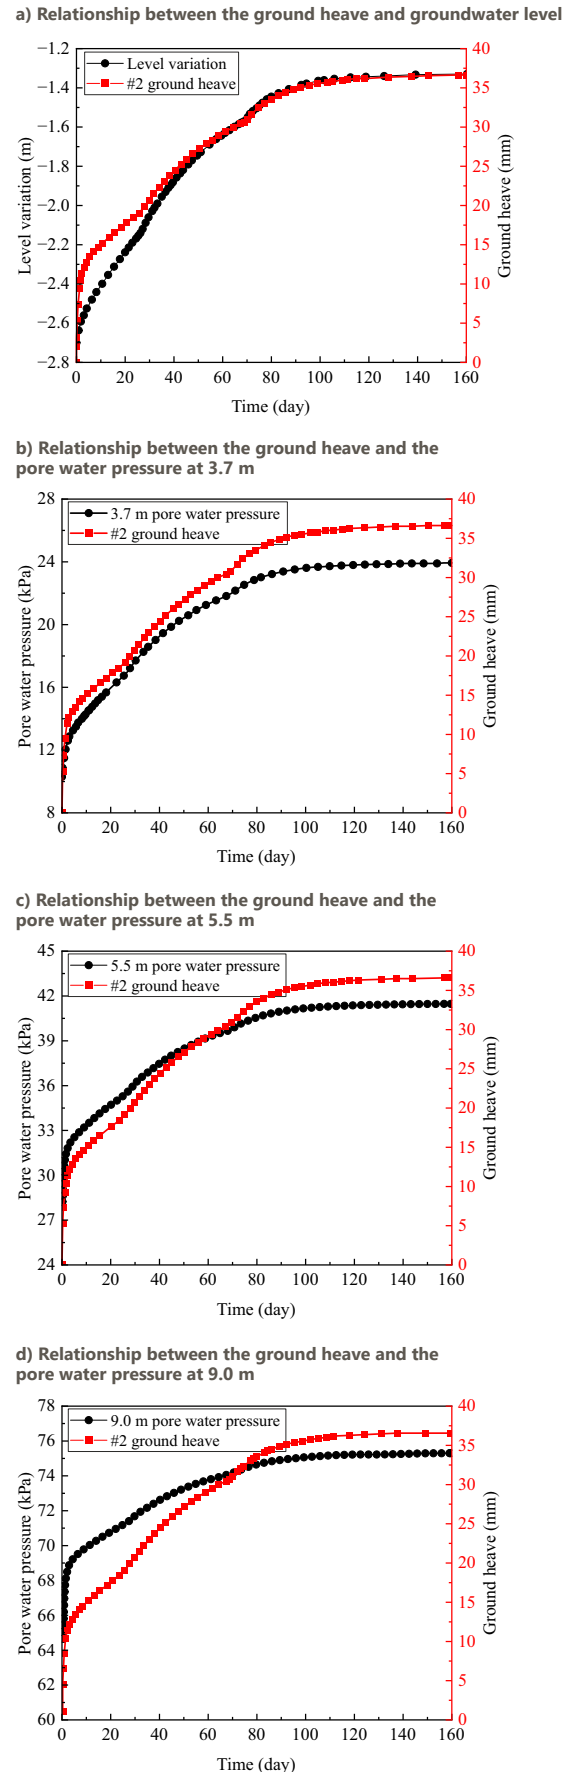 a) Relationship between the ground heave and groundwater level
Level variation
#2 ground heave
Level variation (m)
−1.2
−1.4
−1.6
−1.8
−2.0
−2.2
−2.4
−2.6
−2.8
40
35
30
25
20
15
10
5
0
Ground heave (mm)
0 20 40 60 80 100 120 140 160
Time (day)
b) Relationship between the ground heave and the
pore water pressure at 3.7 m
3.7 m pore water pressure
#2 ground heave
Pore water pressure (kPa)
28
24
20
16
12
8
40
35
30
25
20
15
10
5
0
Ground heave (mm)
0 20 40 60 80 100 120 140 160
Time (day)
c) Relationship between the ground heave and the
pore water pressure at 5.5 m
5.5 m pore water pressure
#2 ground heave
Pore water pressure (kPa)
45
42
39
36
33
30
27
24
40
35
30
25
20
15
10
5
0
Ground heave (mm)
0 20 40 60 80 100 120 140 160
Time (day)
d) Relationship between the ground heave and the
pore water pressure at 9.0 m
9.0 m pore water pressure
#2 ground heave
Pore water pressure (kPa)
78
76
74
72
70
68
66
64
62
60
40
35
30
25
20
15
10
5
0
Ground heave (mm)
0 20 40 60 80 100 120 140 160
Time (day)